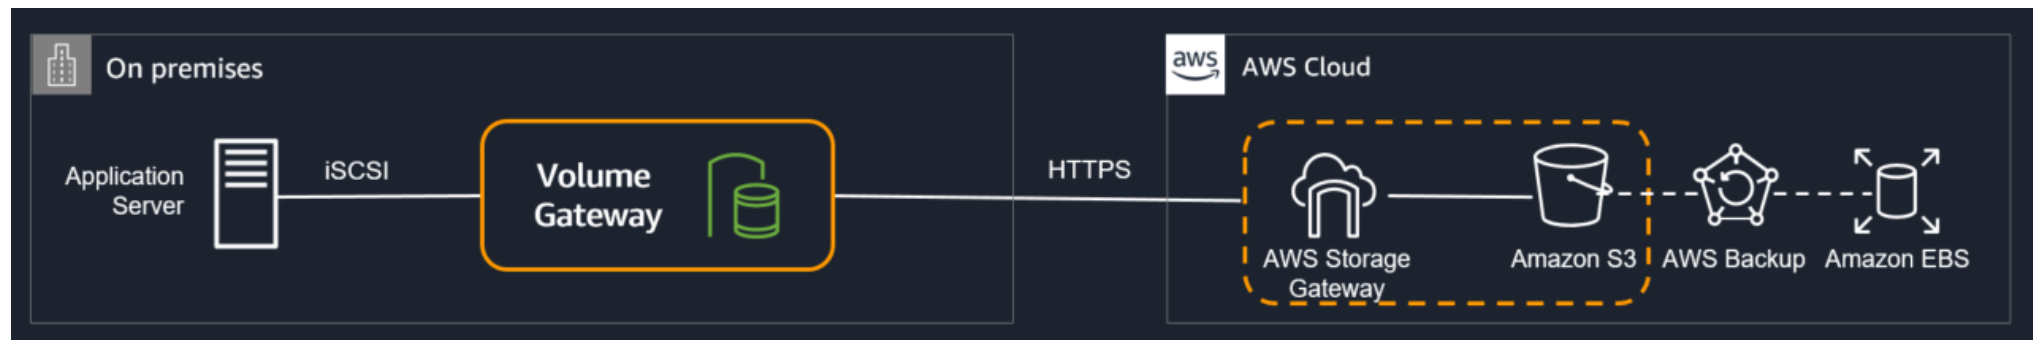 On premises
Application
Server
iSCSI
Volume
Gateway
HTTPS
aws
AWS Cloud
AWS Storage
Gateway
Amazon S3
AWS Backup
Amazon EBS